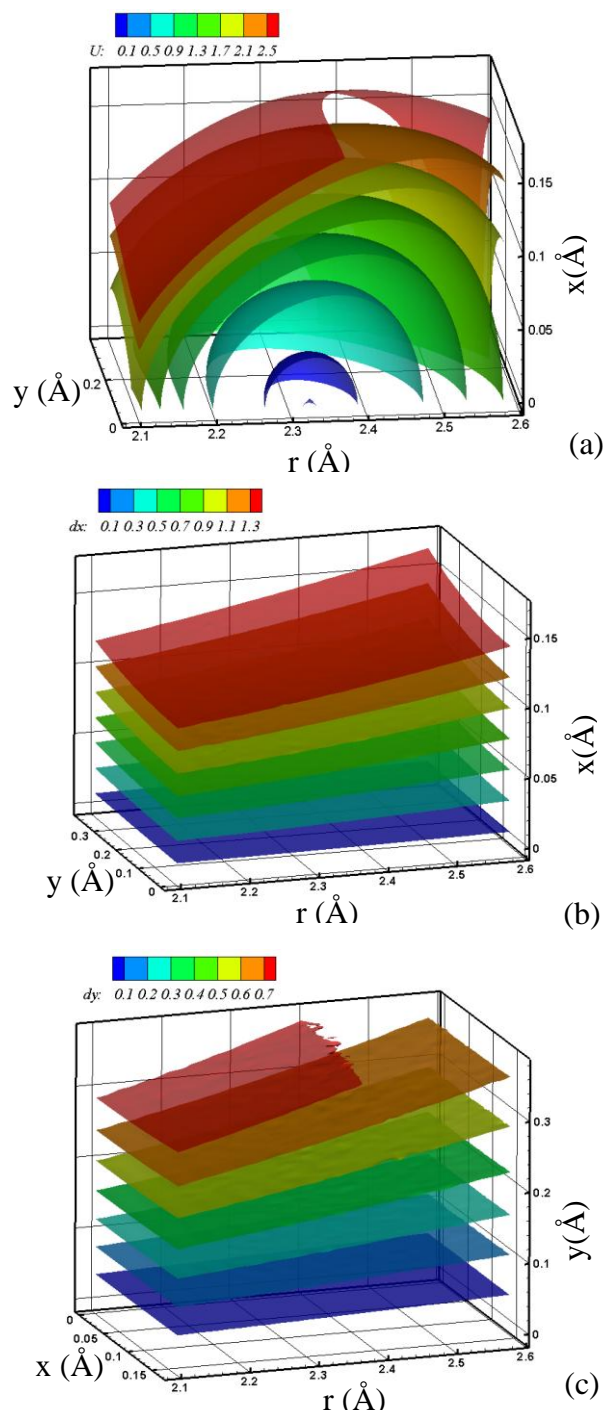 U: 0.1 0.5 0.9 1.3 1.7 2.1 2.5
0.15
0.1
0.05
0
x(Å)
0.2
0
y (Å)
2.1 2.2 2.3 2.4 2.5 2.6
r (Å)
(a)
dx: 0.1 0.3 0.5 0.7 0.9 1.1 1.3
0.15
0.1
0.05
0
x(Å)
0.3
0.2
0.1
0
y (Å)
2.1 2.2 2.3 2.4 2.5 2.6
r (Å)
(b)
dy: 0.1 0.2 0.3 0.4 0.5 0.6 0.7
0.3
0.2
0.1
0
y(Å)
0
0.05
0.1
0.15
x (Å)
2.1 2.2 2.3 2.4 2.5 2.6
r (Å)
(c)